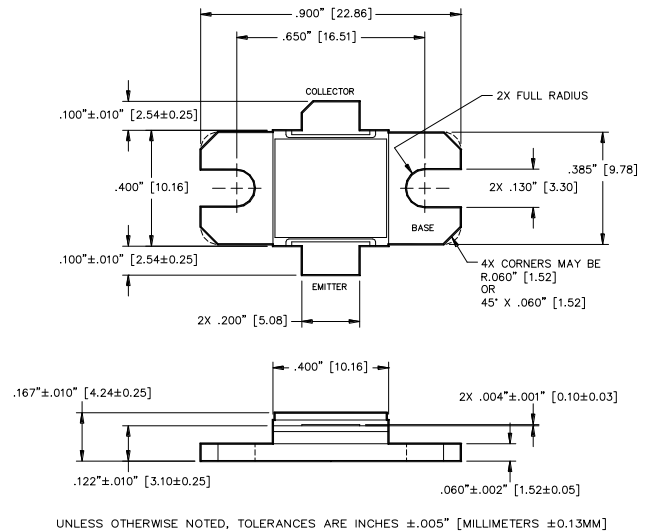 .900" [22.86]
.650" [16.51]
COLLECTOR
2X FULL RADIUS
.100"±.010" [2.54±0.25]
.385" [9.78]
.400" [10.16]
2X .130" [3.30]
BASE
.100"±.010" [2.54±0.25]
4X CORNERS MAY BE
R.060" [1.52]
OR
45° X .060" [1.52]
EMITTER
2X .200" [5.08]
.400" [10.16]
.167"±.010" [4.24±0.25]
2X .004"±.001" [0.10±0.03]
.122"±.010" [3.10±0.25]
.060"±.002" [1.52±0.05]
UNLESS OTHERWISE NOTED, TOLERANCES ARE INCHES ±.005" [MILLIMETERS ±0.13MM]